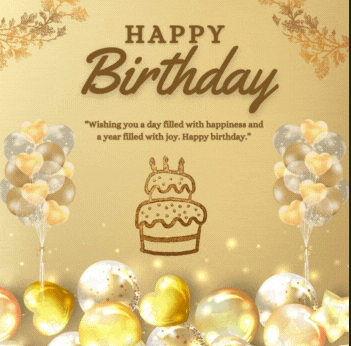 HAPPY
Birthday
“Wishing you a day filled with happiness and
a year filled with joy. Happy birthday.”